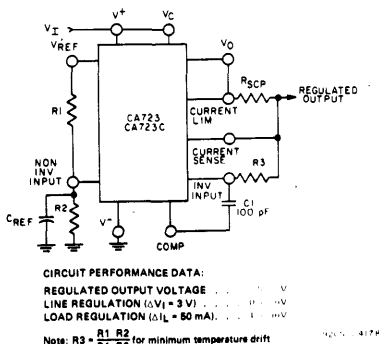 V+
VC
VI
VREF
VO
RSCP
REGULATED OUTPUT
R1
CA723
CA723C
CURRENT LIM
CURRENT SENSE
R3
NON INV INPUT
INV INPUT
CREF
R2
C1
100 pF
V-
COMP
CIRCUIT PERFORMANCE DATA:
REGULATED OUTPUT VOLTAGE . . . V
LINE REGULATION (ΔVI = 3 V) . . . . mV
LOAD REGULATION (ΔIL = 50 mA). . . . mV
Note: R3 = R1 R2 for minimum temperature drift